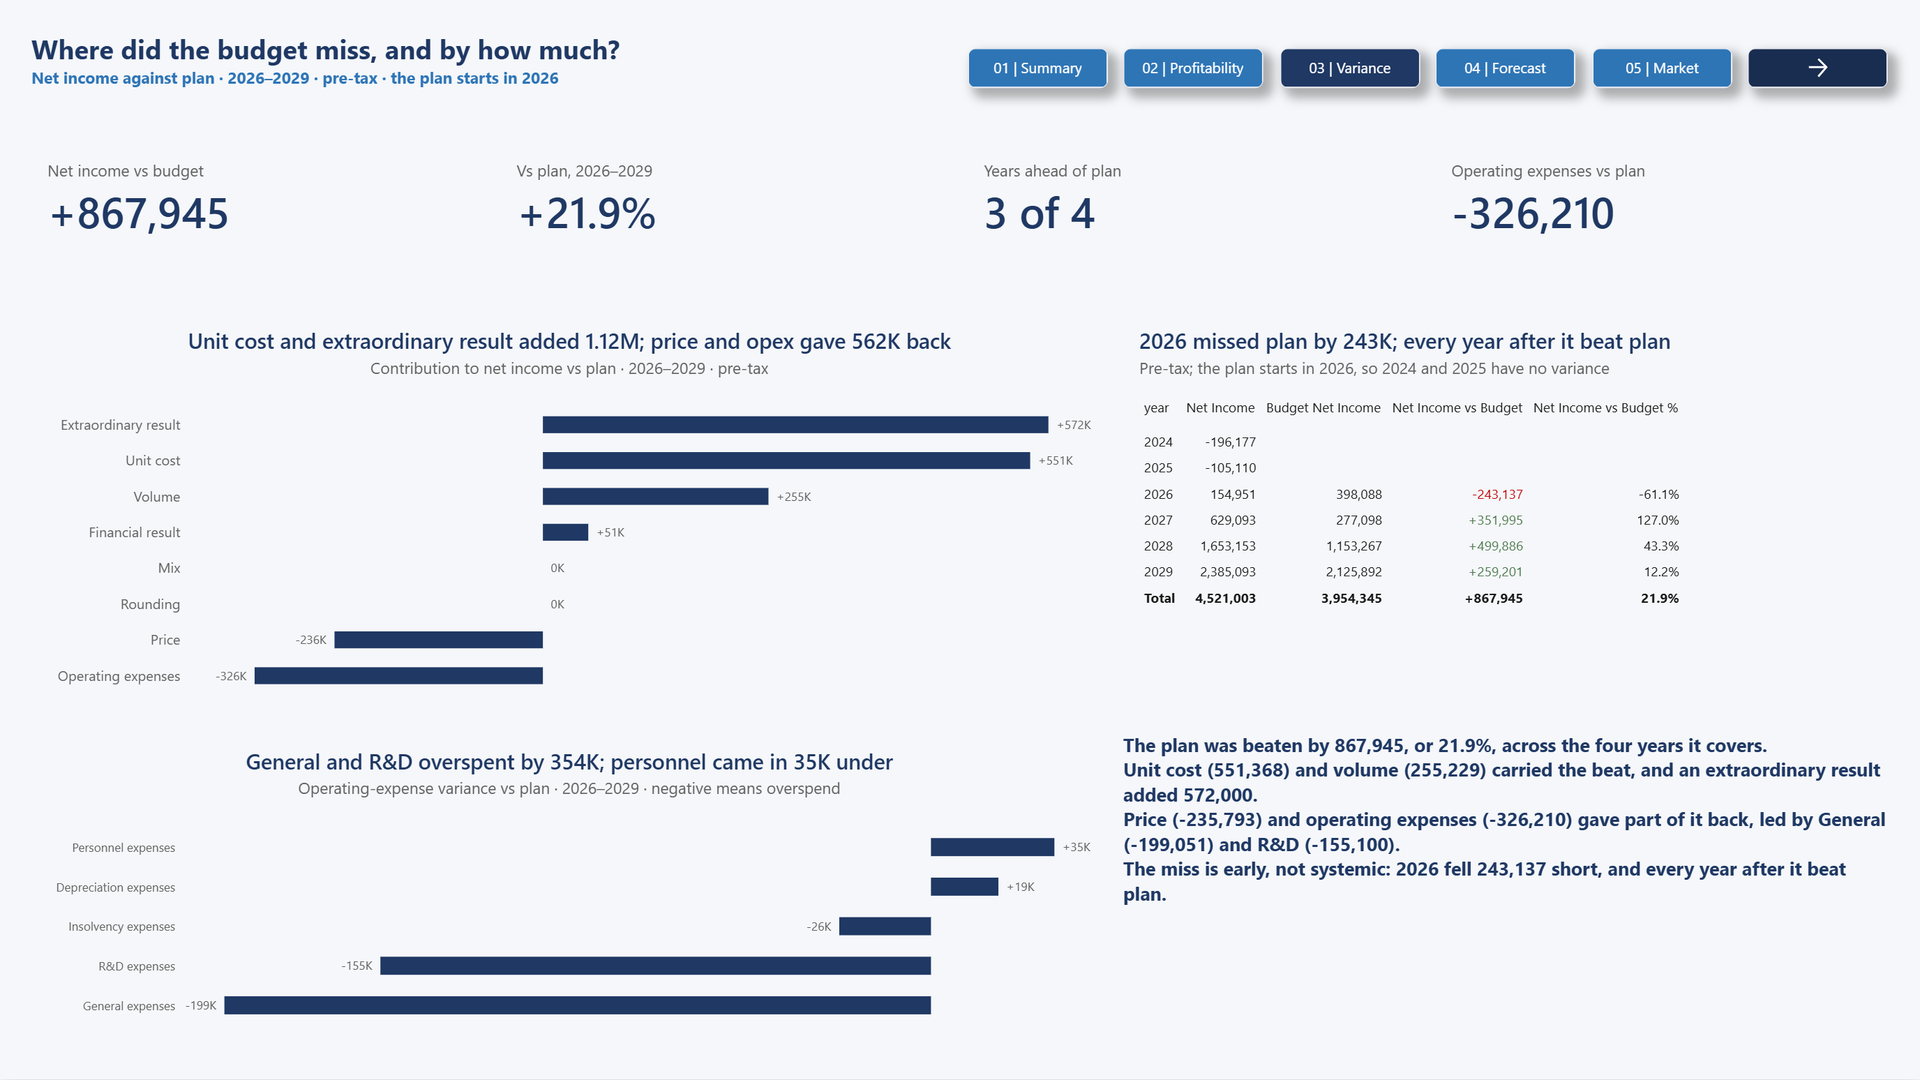 Where did the budget miss, and by how much?
Net income against plan · 2026–2029 · pre-tax · the plan starts in 2026
01 | Summary
02 | Profitability
03 | Variance
04 | Forecast
05 | Market
Net income vs budget
+867,945
Vs plan, 2026–2029
+21.9%
Years ahead of plan
3 of 4
Operating expenses vs plan
-326,210
Unit cost and extraordinary result added 1.12M; price and opex gave 562K back
Contribution to net income vs plan · 2026–2029 · pre-tax
Extraordinary result +572K
Unit cost +551K
Volume +255K
Financial result +51K
Mix 0K
Rounding 0K
Price -236K
Operating expenses -326K
2026 missed plan by 243K; every year after it beat plan
Pre-tax; the plan starts in 2026, so 2024 and 2025 have no variance
year Net Income Budget Net Income Net Income vs Budget Net Income vs Budget %
2024 -196,177
2025 -105,110
2026 154,951 398,088 -243,137 -61.1%
2027 629,093 277,098 +351,995 127.0%
2028 1,653,153 1,153,267 +499,886 43.3%
2029 2,385,093 2,125,892 +259,201 12.2%
Total 4,521,003 3,954,345 +867,945 21.9%
General and R&D overspent by 354K; personnel came in 35K under
Operating-expense variance vs plan · 2026–2029 · negative means overspend
Personnel expenses +35K
Depreciation expenses +19K
Insolvency expenses -26K
R&D expenses -155K
General expenses -199K
The plan was beaten by 867,945, or 21.9%, across the four years it covers.
Unit cost (551,368) and volume (255,229) carried the beat, and an extraordinary result
added 572,000.
Price (-235,793) and operating expenses (-326,210) gave part of it back, led by General
(-199,051) and R&D (-155,100).
The miss is early, not systemic: 2026 fell 243,137 short, and every year after it beat
plan.